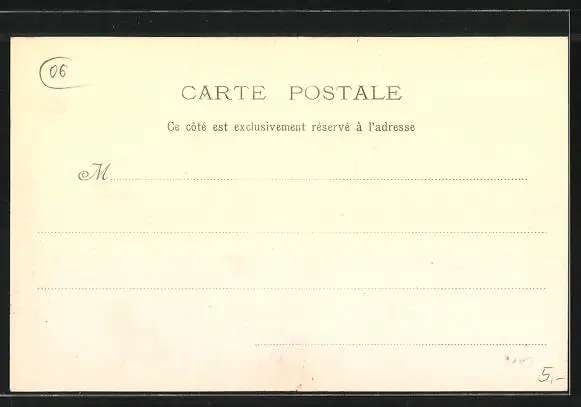 06
CARTE POSTALE
Ce côté est exclusivement réservé à l'adresse
M
5,-